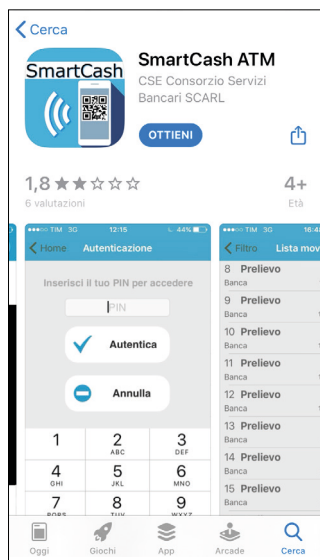 Cerca
SmartCash
SmartCash ATM
CSE Consorzio Servizi
Bancari SCARL
OTTIENI
1,8
4+
6 valutazioni
Età
TIM 3G 12:15 44%
Home Autenticazione
Inserisci il tuo PIN per accedere
PIN
Autentica
Annulla
1
2
ABC
3
DEF
4
GHI
5
JKL
6
MNO
7
PQRS
8
TUV
9
WXYZ
TIM 3G
Filtro Lista mov
8 Prelievo
Banca
9 Prelievo
Banca
10 Prelievo
Banca
11 Prelievo
Banca
12 Prelievo
Banca
13 Prelievo
Banca
14 Prelievo
Banca
15 Prelievo
Banca
Oggi
Giochi
App
Arcade
Cerca